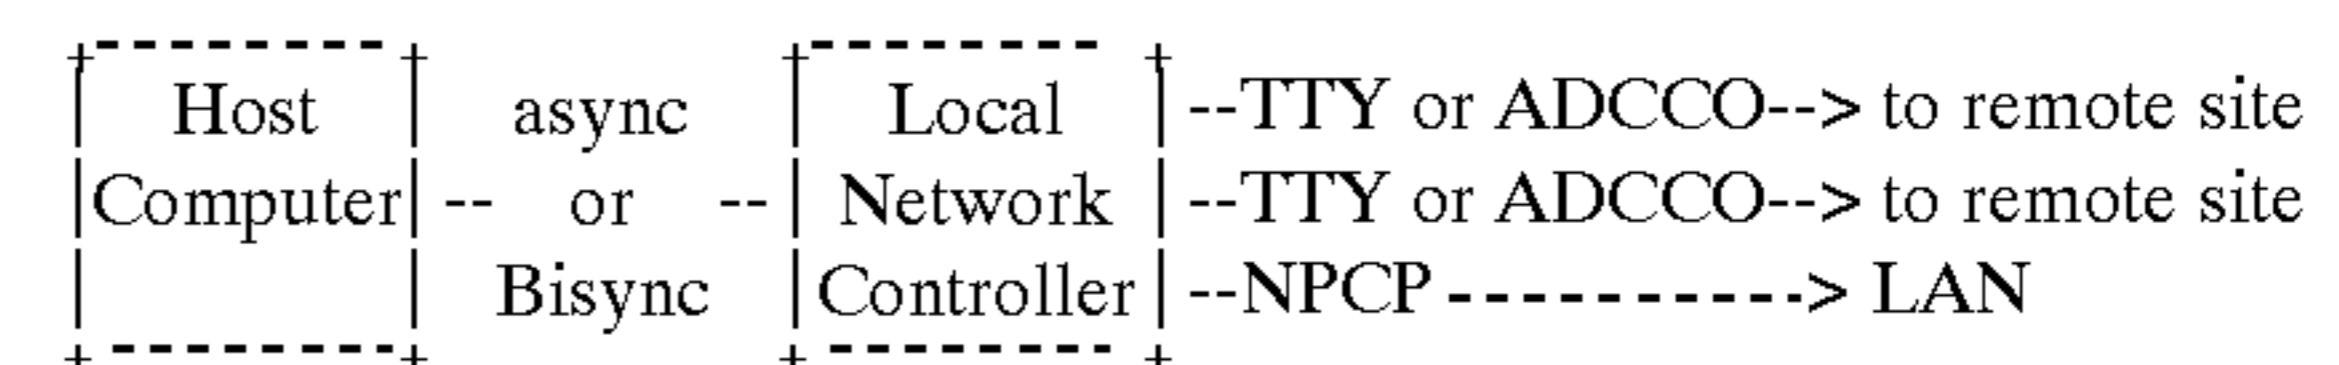 Host async Local --TTY or ADCCO--> to remote site
Computer -- or -- Network --TTY or ADCCO--> to remote site
Bisync Controller --NPCP----------> LAN